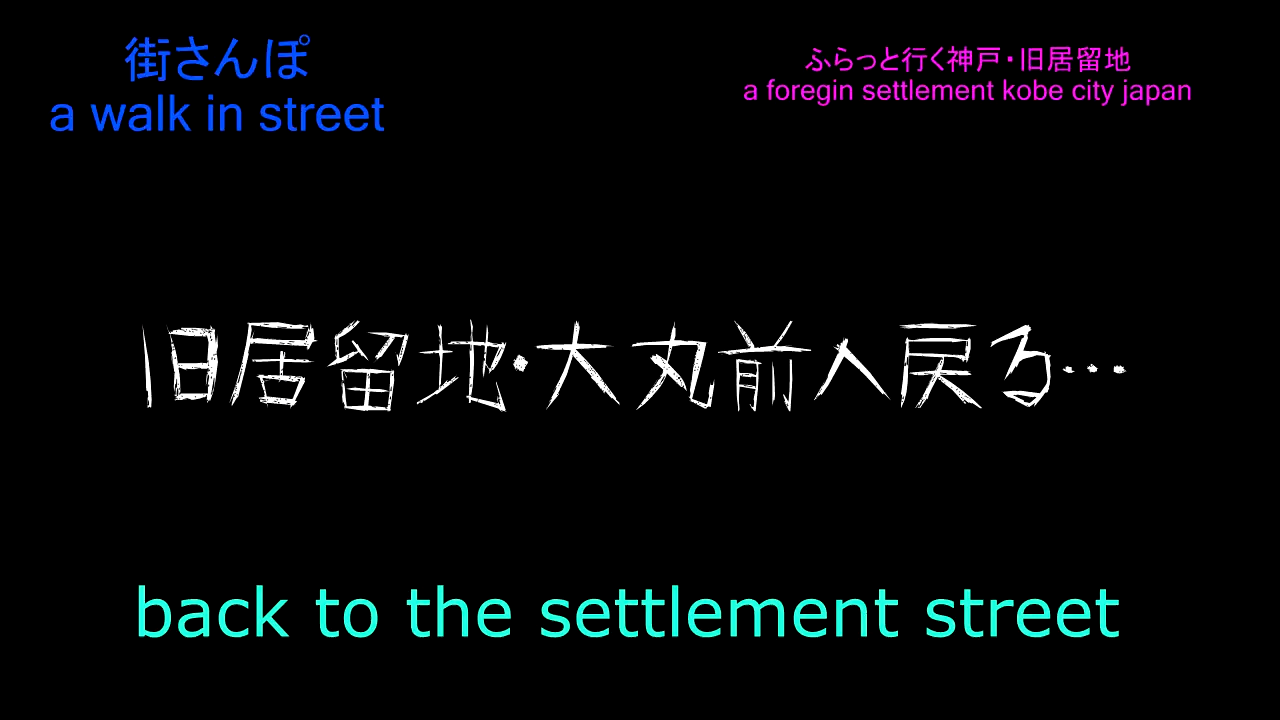 街さんぽ
a walk in street
ふらっと行く神戸・旧居留地
a foregin settlement kobe city japan
旧居留地・大丸前へ戻る…
back to the settlement street